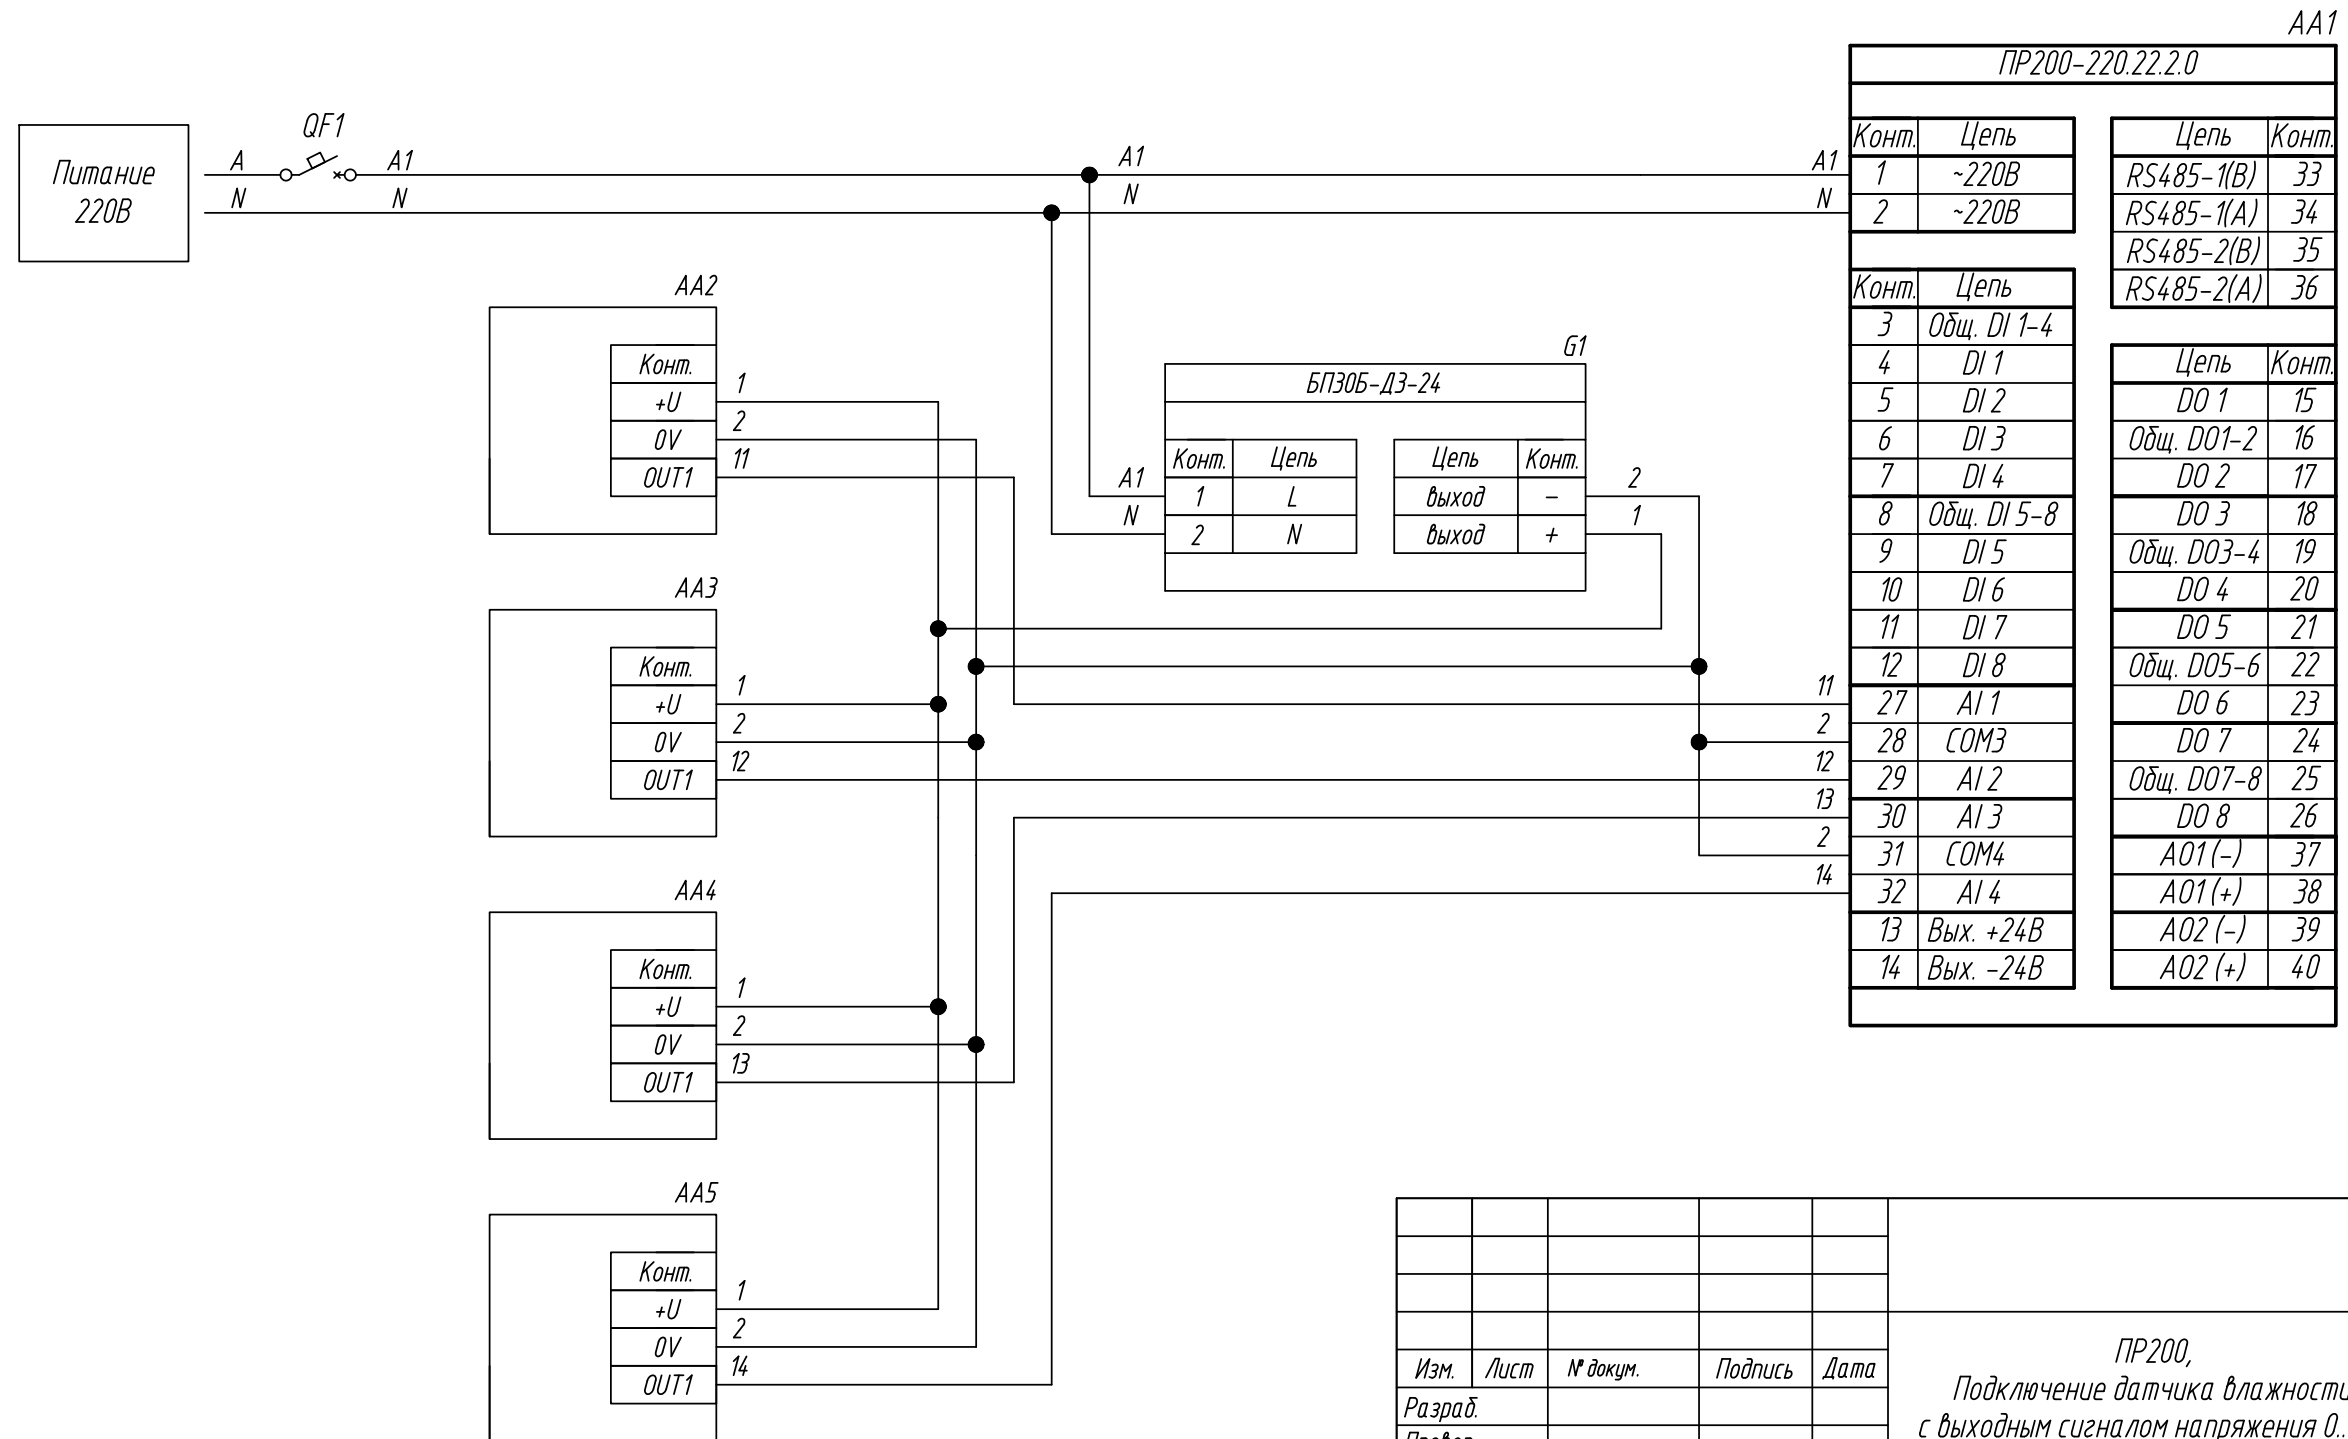 AA1
ПР200-220.22.2.0
Конт. Цепь
1 ~220В
2 ~220В
Цепь Конт.
RS485-1(B) 33
RS485-1(A) 34
RS485-2(B) 35
RS485-2(A) 36
Питание
220В
QF1
A A1
N N
A1
N
A1
N
Конт. Цепь
3 Общ. DI 1-4
4 DI 1
5 DI 2
6 DI 3
7 DI 4
8 Общ. DI 5-8
9 DI 5
10 DI 6
11 DI 7
12 DI 8
27 AI 1
28 COM3
29 AI 2
30 AI 3
31 COM4
32 AI 4
13 Вых. +24В
14 Вых. -24В
Цепь Конт.
DO 1 15
Общ. DO1-2 16
DO 2 17
DO 3 18
Общ. DO3-4 19
DO 4 20
DO 5 21
Общ. DO5-6 22
DO 6 23
DO 7 24
Общ. DO7-8 25
DO 8 26
AO1 (-) 37
AO1 (+) 38
AO2 (-) 39
AO2 (+) 40
11
2
12
13
2
14
G1
БП30Б-Д3-24
Конт. Цепь
1 L
2 N
Цепь Конт.
выход -
выход +
A1
N
2
1
AA2
Конт.
+U 1
0V 2
OUT1 11
AA3
Конт.
+U 1
0V 2
OUT1 12
AA4
Конт.
+U 1
0V 2
OUT1 13
AA5
Конт.
+U 1
0V 2
OUT1 14
Изм. Лист № докум. Подпись Дата
Разраб.
ПР200,
Подключение датчика влажности
с выходным сигналом напряжения 0..